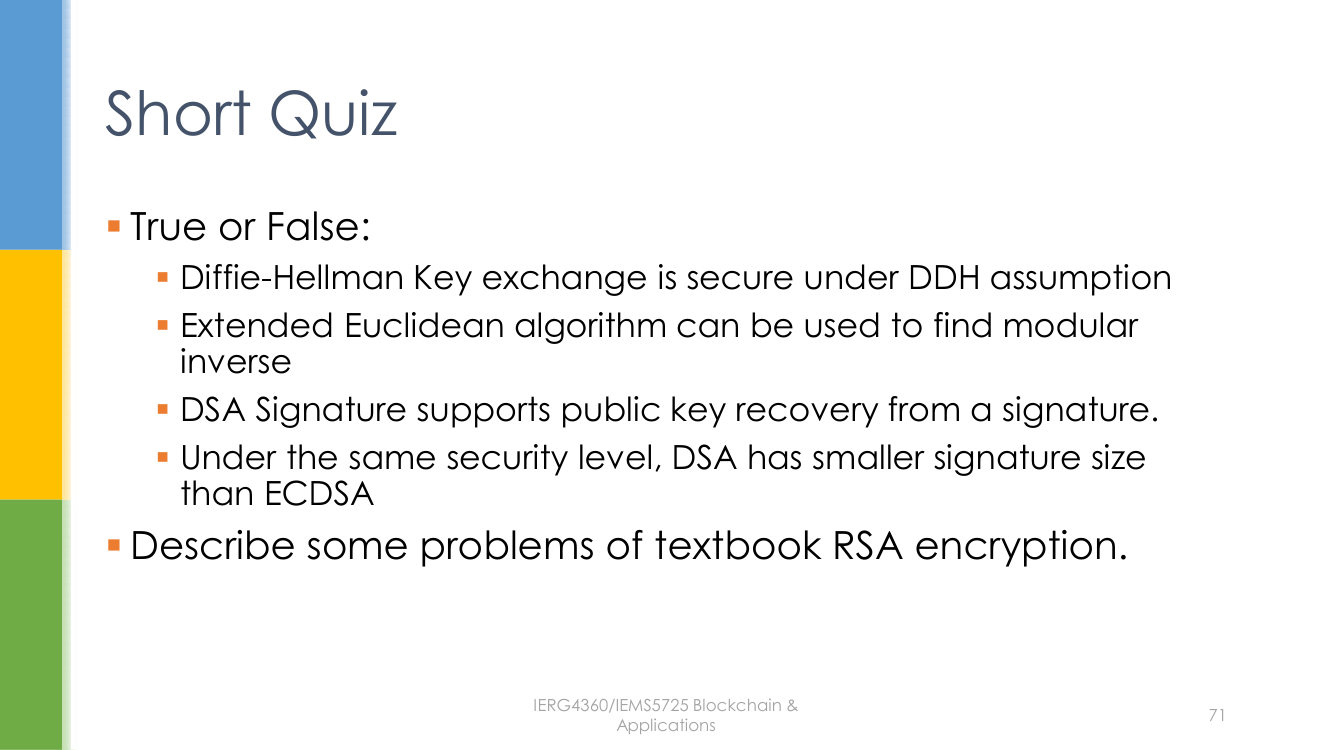 Short Quiz
▪ True or False:
▪ Diffie-Hellman Key exchange is secure under DDH assumption
▪ Extended Euclidean algorithm can be used to find modular
inverse
▪ DSA Signature supports public key recovery from a signature.
▪ Under the same security level, DSA has smaller signature size
than ECDSA
▪ Describe some problems of textbook RSA encryption.
IERG4360/IEMS5725 Blockchain &
Applications
71